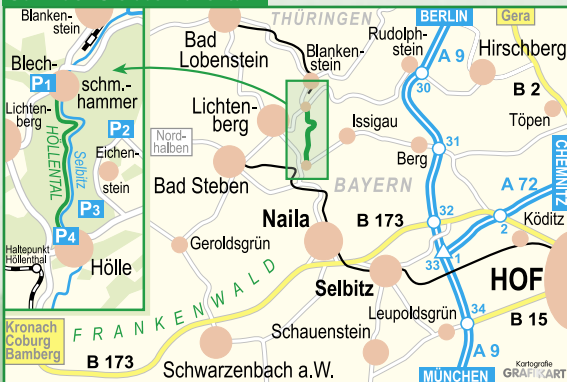 Blanken-
stein
Blech-
P1
schm.-
hammer
Lichten-
berg
HÖLLENTAL
Selbitz
P2
Eichen-
stein
P3
P4
Hölle
Haltepunkt
Höllenthal
THÜRINGEN
Bad
Lobenstein
Blanken-
stein
Rudolph-
stein
BERLIN
A 9
Gera
Hirschberg
30
B 2
Töpen
Lichten-
berg
Issigau
Nord-
halben
31
Berg
CHEMNITZ
Bad Steben
BAYERN
A 72
Naila
B 173
32
2
Köditz
Geroldsgrün
33
1
HOF
FRANKENWALD
Selbitz
Leupoldsgrün
34
B 15
Kronach
Coburg
Bamberg
Schauenstein
B 173
Schwarzenbach a.W.
A 9
MÜNCHEN
Kartografie
GRAFIKART